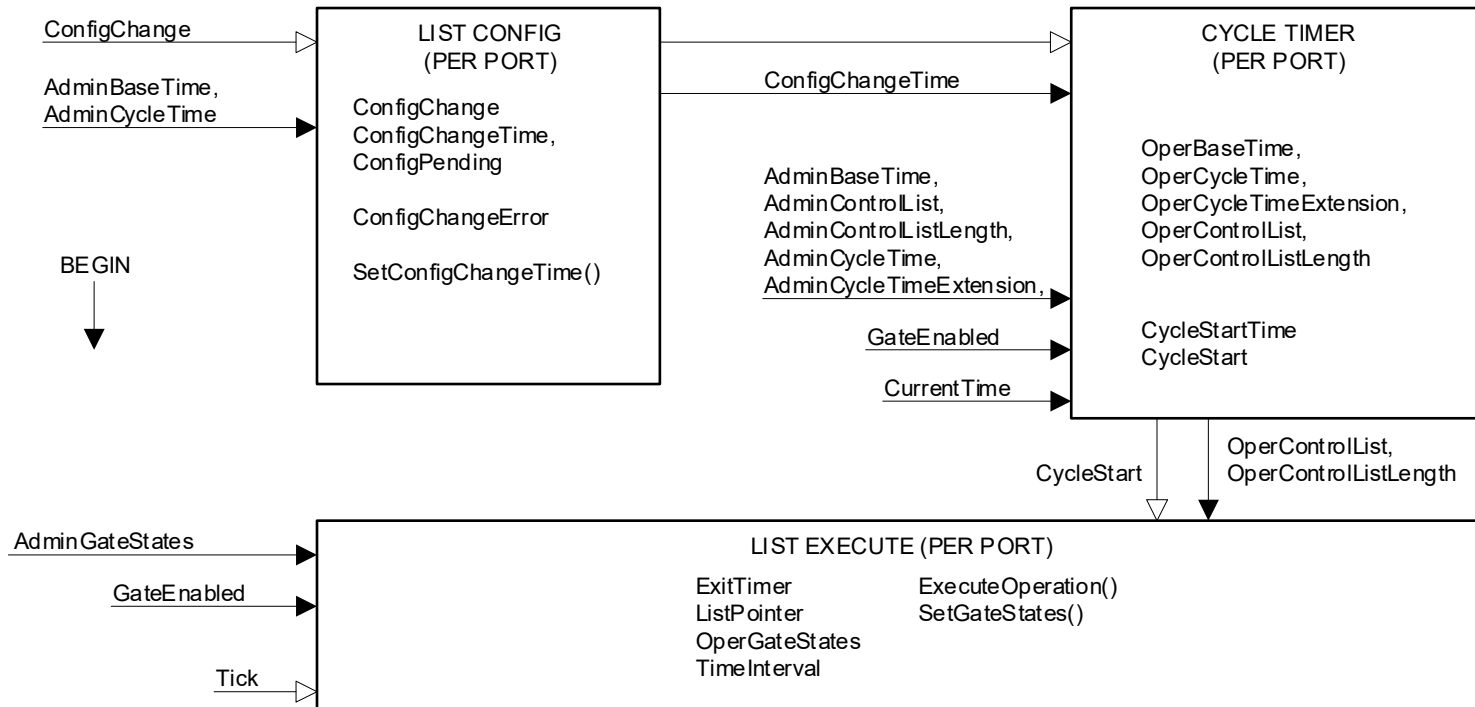 ConfigChange
AdminBaseTime,
AdminCycleTime
BEGIN
LIST CONFIG
(PER PORT)
ConfigChange
ConfigChangeTime,
ConfigPending
ConfigChangeError
SetConfigChangeTime()
ConfigChangeTime
AdminBaseTime,
AdminControlList,
AdminControlListLength,
AdminCycleTime,
AdminCycleTimeExtension,
GateEnabled
CurrentTime
CYCLE TIMER
(PER PORT)
OperBaseTime,
OperCycleTime,
OperCycleTimeExtension,
OperControlList,
OperControlListLength
CycleStartTime
CycleStart
CycleStart
OperControlList,
OperControlListLength
AdminGateStates
GateEnabled
Tick
LIST EXECUTE (PER PORT)
ExitTimer
ListPointer
OperGateStates
TimeInterval
ExecuteOperation()
SetGateStates()